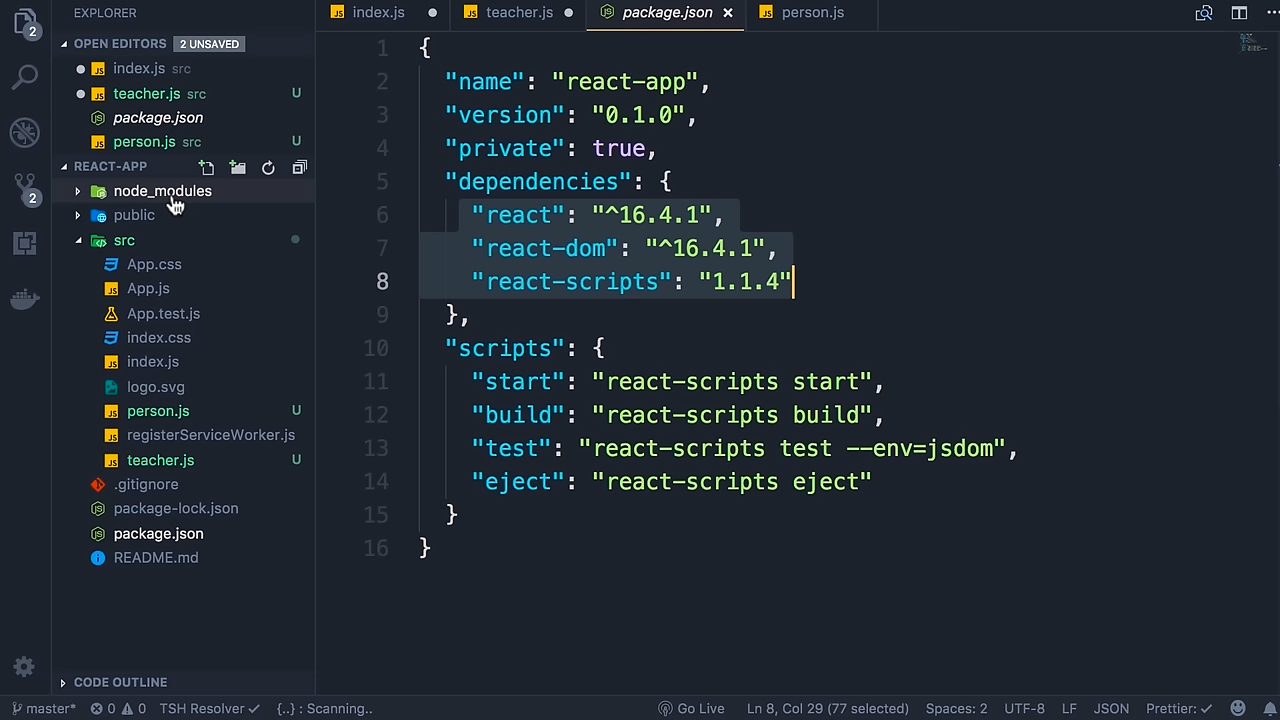 EXPLORER
OPEN EDITORS 2 UNSAVED
index.js src
teacher.js src U
package.json
person.js src U
REACT-APP
node_modules
public
src
App.css
App.js
App.test.js
index.css
index.js
logo.svg
person.js U
registerServiceWorker.js
teacher.js U
.gitignore
package-lock.json
package.json
README.md
CODE OUTLINE
2
2
index.js teacher.js package.json person.js
1 {
2 "name": "react-app",
3 "version": "0.1.0",
4 "private": true,
5 "dependencies": {
6 "react": "^16.4.1",
7 "react-dom": "^16.4.1",
8 "react-scripts": "1.1.4"
9 },
10 "scripts": {
11 "start": "react-scripts start",
12 "build": "react-scripts build",
13 "test": "react-scripts test --env=jsdom",
14 "eject": "react-scripts eject"
15 }
16 }
master* 0 0 TSH Resolver {..} : Scanning.. Go Live Ln 8, Col 29 (77 selected) Spaces: 2 UTF-8 LF JSON Prettier: